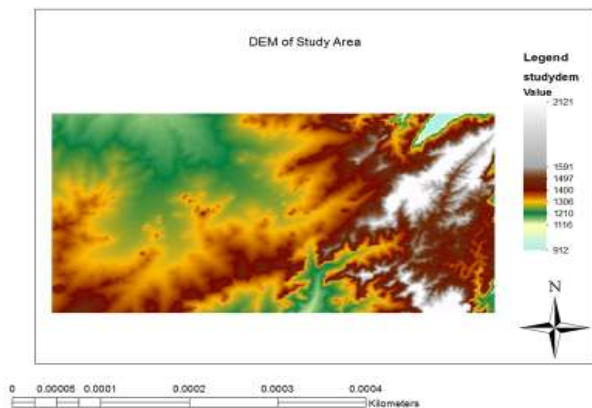 DEM of Study Area
Legend
studydem
Value
2121
1591
1497
1400
1306
1210
1116
912
N
0 0.00005 0.0001 0.0002 0.0003 0.0004
Kilometers